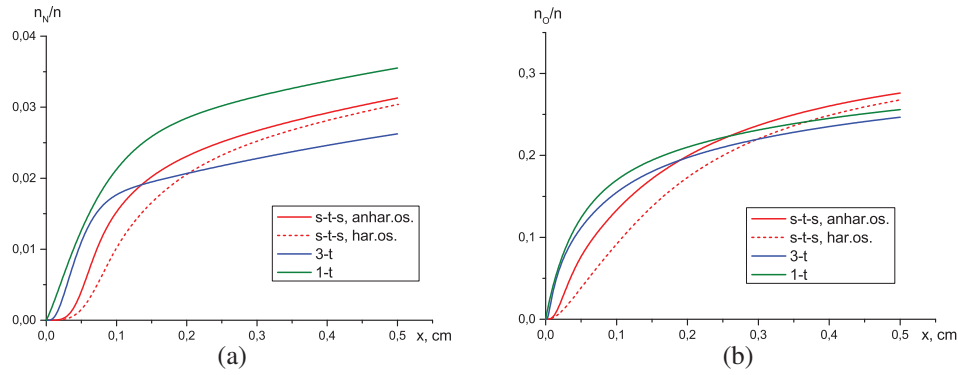 n_N/n
0,04
0,03
0,02
0,01
0,00
0,0 0,1 0,2 0,3 0,4 0,5 x, cm
s-t-s, anhar.os.
s-t-s, har.os.
3-t
1-t
(a)
n_O/n
0,3
0,2
0,1
0,0
0,0 0,1 0,2 0,3 0,4 0,5 x, cm
s-t-s, anhar.os.
s-t-s, har.os.
3-t
1-t
(b)